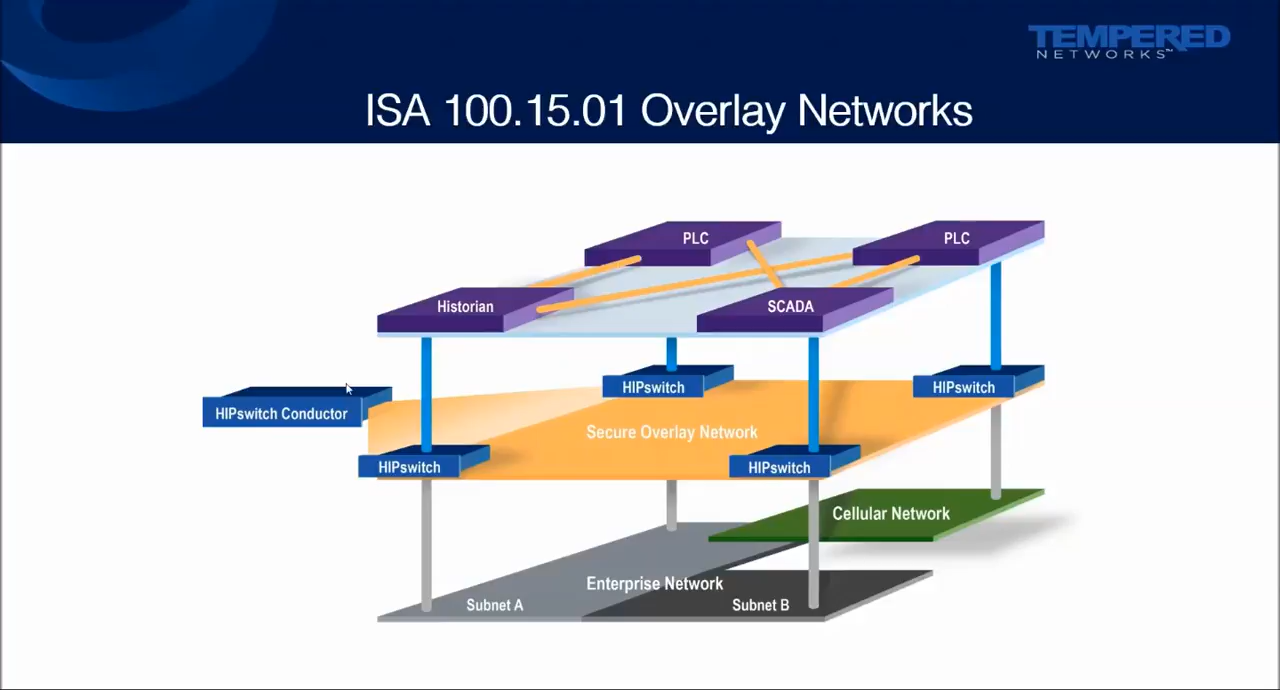 TEMPERED
NETWORKS™
ISA 100.15.01 Overlay Networks
PLC
PLC
Historian
SCADA
HIPswitch
HIPswitch
HIPswitch Conductor
Secure Overlay Network
HIPswitch
HIPswitch
Cellular Network
Enterprise Network
Subnet A
Subnet B